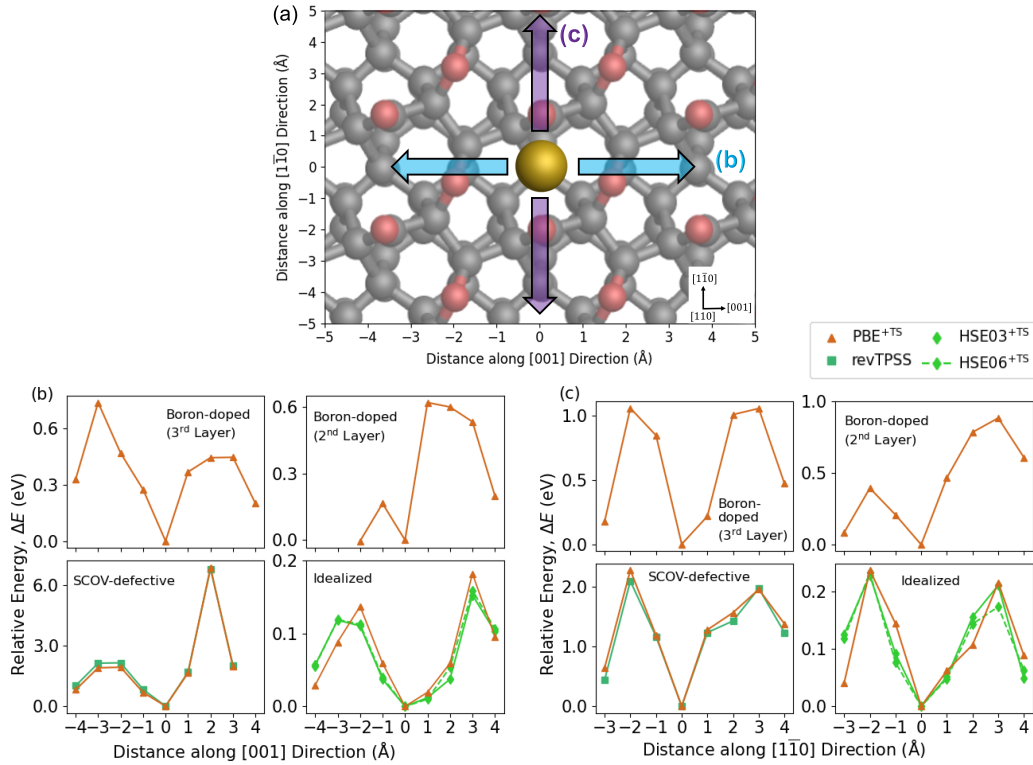 (a)
5
4
3
2
1
0
−1
−2
−3
−4
−5
Distance along [11̅0] Direction (Å)
(c)
(b)
[11̅0]
[001]
[110]
−5 −4 −3 −2 −1 0 1 2 3 4 5
Distance along [001] Direction (Å)
PBE+TS
HSE03+TS
revTPSS
HSE06+TS
(b)
Relative Energy, ΔE (eV)
0.6
0.3
0.0
Boron-doped
(3rd Layer)
0.6
0.3
0.0
Boron-doped
(2nd Layer)
6.0
3.0
0.0
SCOV-defective
−4 −3 −2 −1 0 1 2 3 4
0.2
0.1
0.0
Idealized
−4 −3 −2 −1 0 1 2 3 4
Distance along [001] Direction (Å)
(c)
Relative Energy, ΔE (eV)
1.0
0.5
0.0
Boron-
doped
(3rd Layer)
1.0
0.5
0.0
Boron-doped
(2nd Layer)
2.0
1.0
0.0
SCOV-defective
−3 −2 −1 0 1 2 3 4
0.2
0.1
0.0
Idealized
−3 −2 −1 0 1 2 3 4
Distance along [11̅0] Direction (Å)